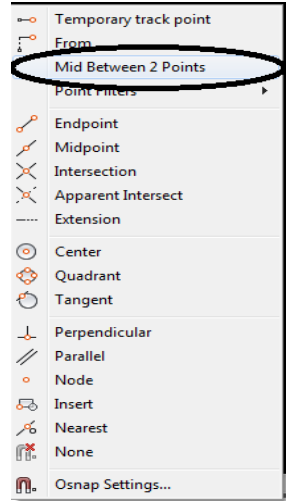 Temporary track point
From
Mid Between 2 Points
Point Filters
Endpoint
Midpoint
Intersection
Apparent Intersect
Extension
Center
Quadrant
Tangent
Perpendicular
Parallel
Node
Insert
Nearest
None
Osnap Settings...